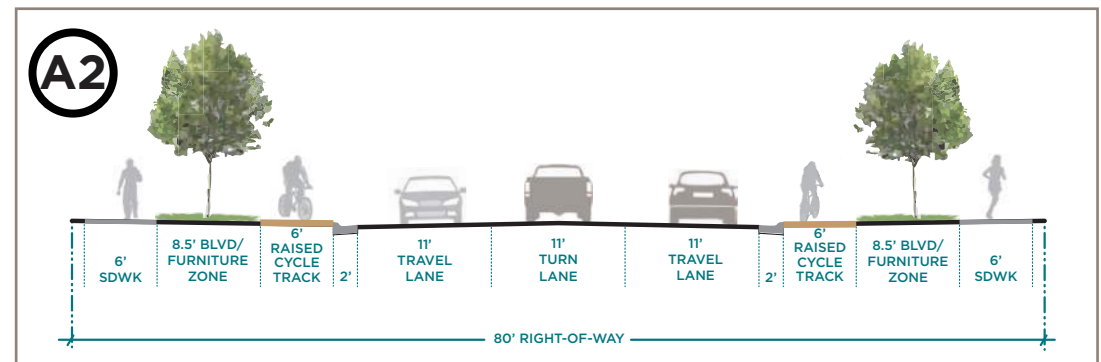 A2
6'
SDWK
8.5' BLVD/
FURNITURE
ZONE
6'
RAISED
CYCLE
TRACK
2'
11'
TRAVEL
LANE
11'
TURN
LANE
11'
TRAVEL
LANE
2'
6'
RAISED
CYCLE
TRACK
8.5' BLVD/
FURNITURE
ZONE
6'
SDWK
80' RIGHT-OF-WAY